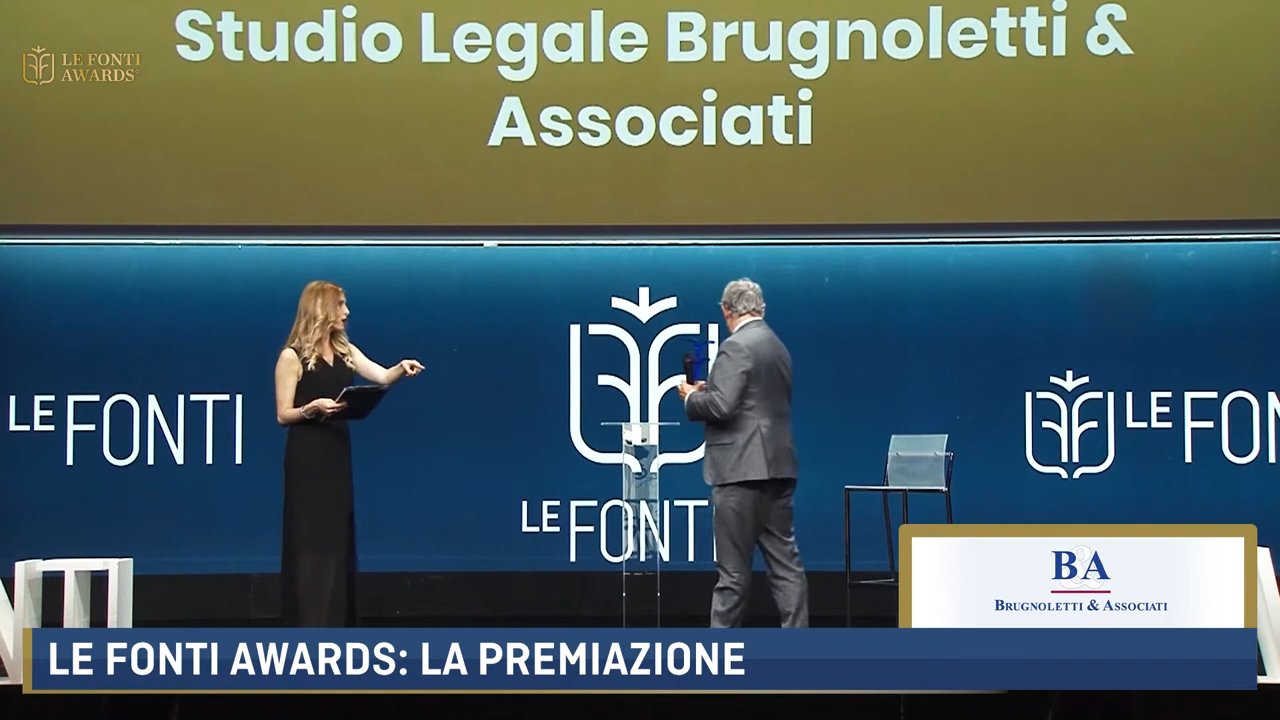 Studio Legale Brugnoletti &
Associati
LE FONTI
AWARDS
LE FONTI
LE FONTI
LE FON
B&A
BRUGNOLETTI & ASSOCIATI
LE FONTI AWARDS: LA PREMIAZIONE